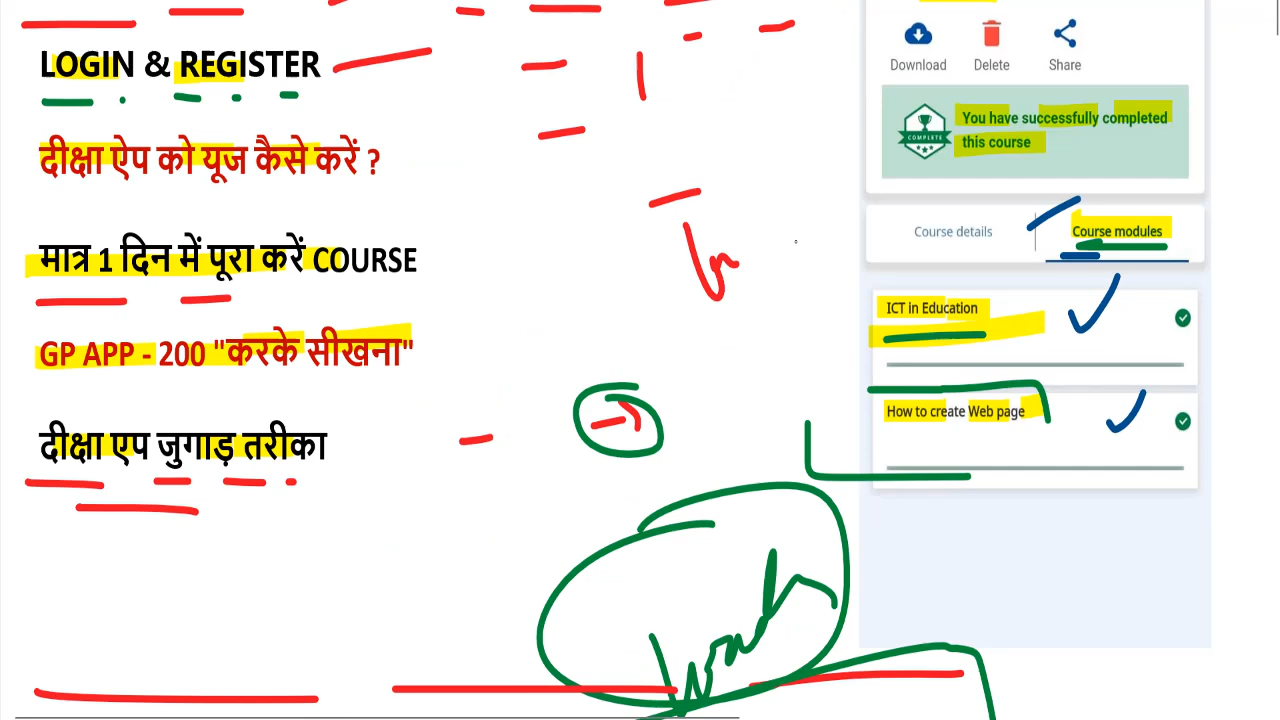 LOGIN & REGISTER
दीक्षा ऐप को यूज कैसे करें ?
मात्र 1 दिन में पूरा करें COURSE
GP APP - 200 "करके सीखना"
दीक्षा एप जुगाड़ तरीका
Download Delete Share
COMPLETE
You have successfully completed
this course
Course details Course modules
ICT in Education
How to create Web page